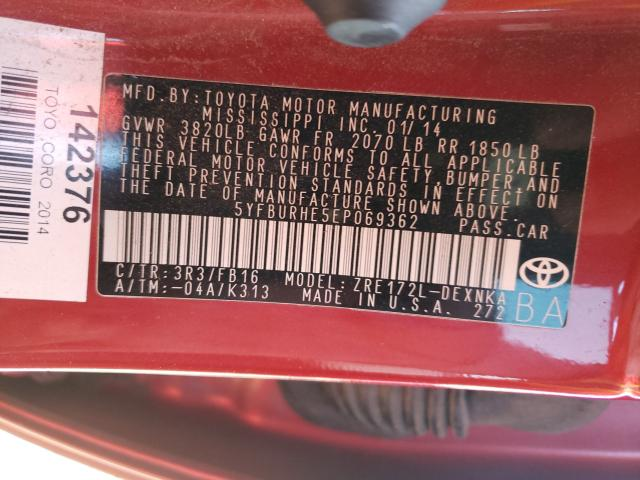 142376
TOYO CORO 2014
MFD.BY:TOYOTA MOTOR MANUFACTURING
MISSISSIPPI INC. 01/14
GVWR 3820LB GAWR FR 2070 LB RR 1850 LB
THIS VEHICLE CONFORMS TO ALL APPLICABLE
FEDERAL MOTOR VEHICLE SAFETY, BUMPER, AND
THEFT PREVENTION STANDARDS IN EFFECT ON
THE DATE OF MANUFACTURE SHOWN ABOVE.
5YFBURHE5EP069362 PASS.CAR
C/TR:3R37/FB16 MODEL:ZRE172L-DEXNKA
A/TM:-04A/K313 MADE IN U.S.A. 272
BA